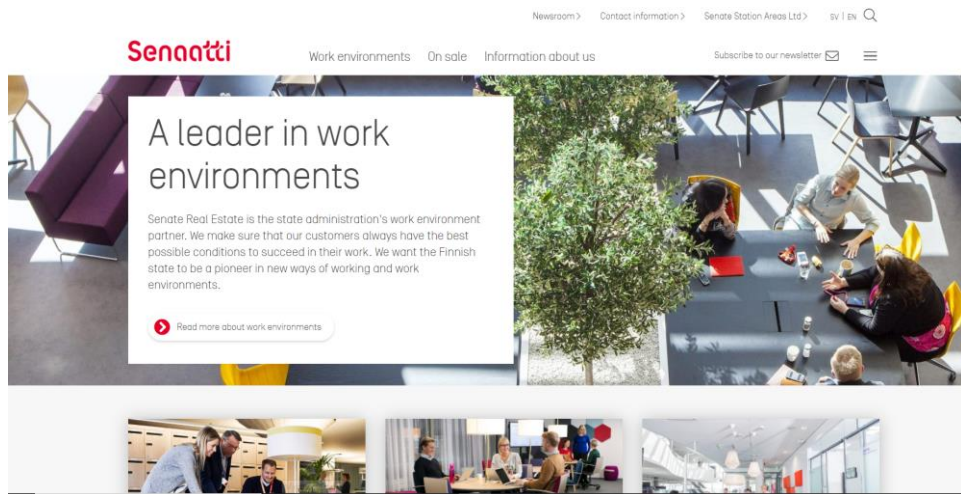 Newsroom > Contact information > Senate Station Areas Ltd > SV | EN
Senaatti Work environments On sale Information about us Subscribe to our newsletter
A leader in work
environments
Senate Real Estate is the state administration's work environment
partner. We make sure that our customers always have the best
possible conditions to succeed in their work. We want the Finnish
state to be a pioneer in new ways of working and work
environments.
Read more about work environments